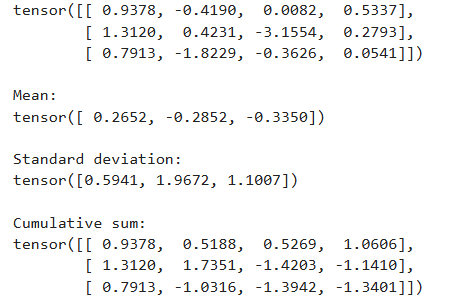 tensor([[ 0.9378, -0.4190,  0.0082,  0.5337],
        [ 1.3120,  0.4231, -3.1554,  0.2793],
        [ 0.7913, -1.8229, -0.3626,  0.0541]])

Mean:
tensor([ 0.2652, -0.2852, -0.3350])

Standard deviation:
tensor([0.5941, 1.9672, 1.1007])

Cumulative sum:
tensor([[ 0.9378,  0.5188,  0.5269,  1.0606],
        [ 1.3120,  1.7351, -1.4203, -1.1410],
        [ 0.7913, -1.0316, -1.3942, -1.3401]])